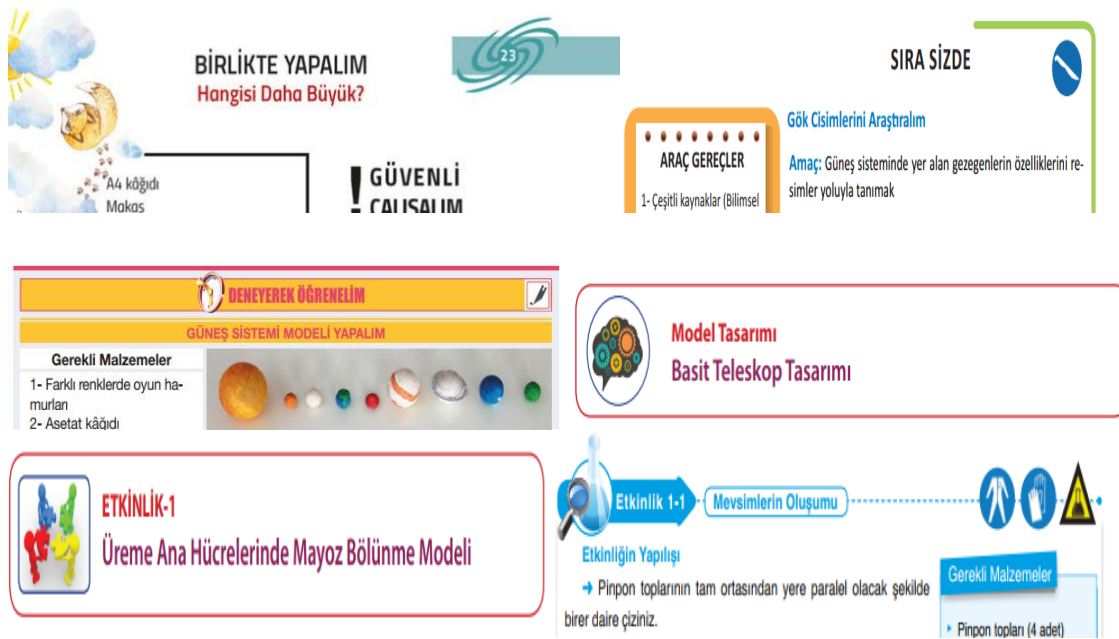 BİRLİKTE YAPALIM
Hangisi Daha Büyük?
A4 kâğıdı
Makas
GÜVENLİ
ÇALIŞALIM
23
SIRA SİZDE
ARAÇ GEREÇLER
1- Çeşitli kaynaklar (Bilimsel
Gök Cisimlerini Araştıralım
Amaç: Güneş sisteminde yer alan gezegenlerin özelliklerini re-
simler yoluyla tanımak
DENEYEREK ÖĞRENELİM
GÜNEŞ SİSTEMİ MODELİ YAPALIM
Gerekli Malzemeler
1- Farklı renklerde oyun ha-
murları
2- Asetat kâğıdı
Model Tasarımı
Basit Teleskop Tasarımı
ETKİNLİK-1
Üreme Ana Hücrelerinde Mayoz Bölünme Modeli
Etkinlik 1-1
Mevsimlerin Oluşumu
Etkinliğin Yapılışı
➜ Pinpon toplarının tam ortasından yere paralel olacak şekilde
birer daire çiziniz.
Gerekli Malzemeler
Pinpon topları (4 adet)